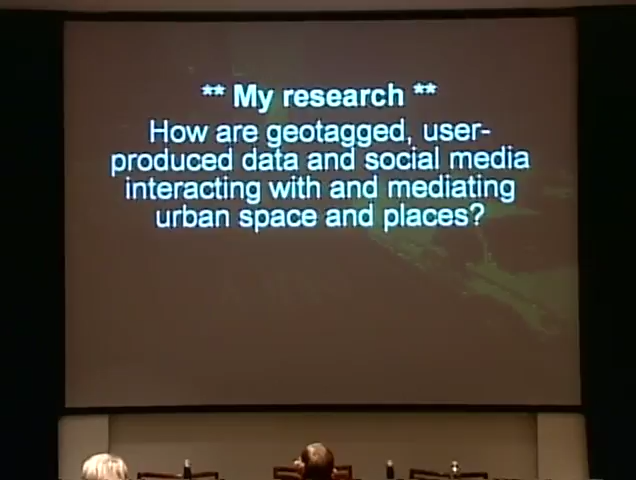 ** My research **
How are geotagged, user-
produced data and social media
interacting with and mediating
urban space and places?